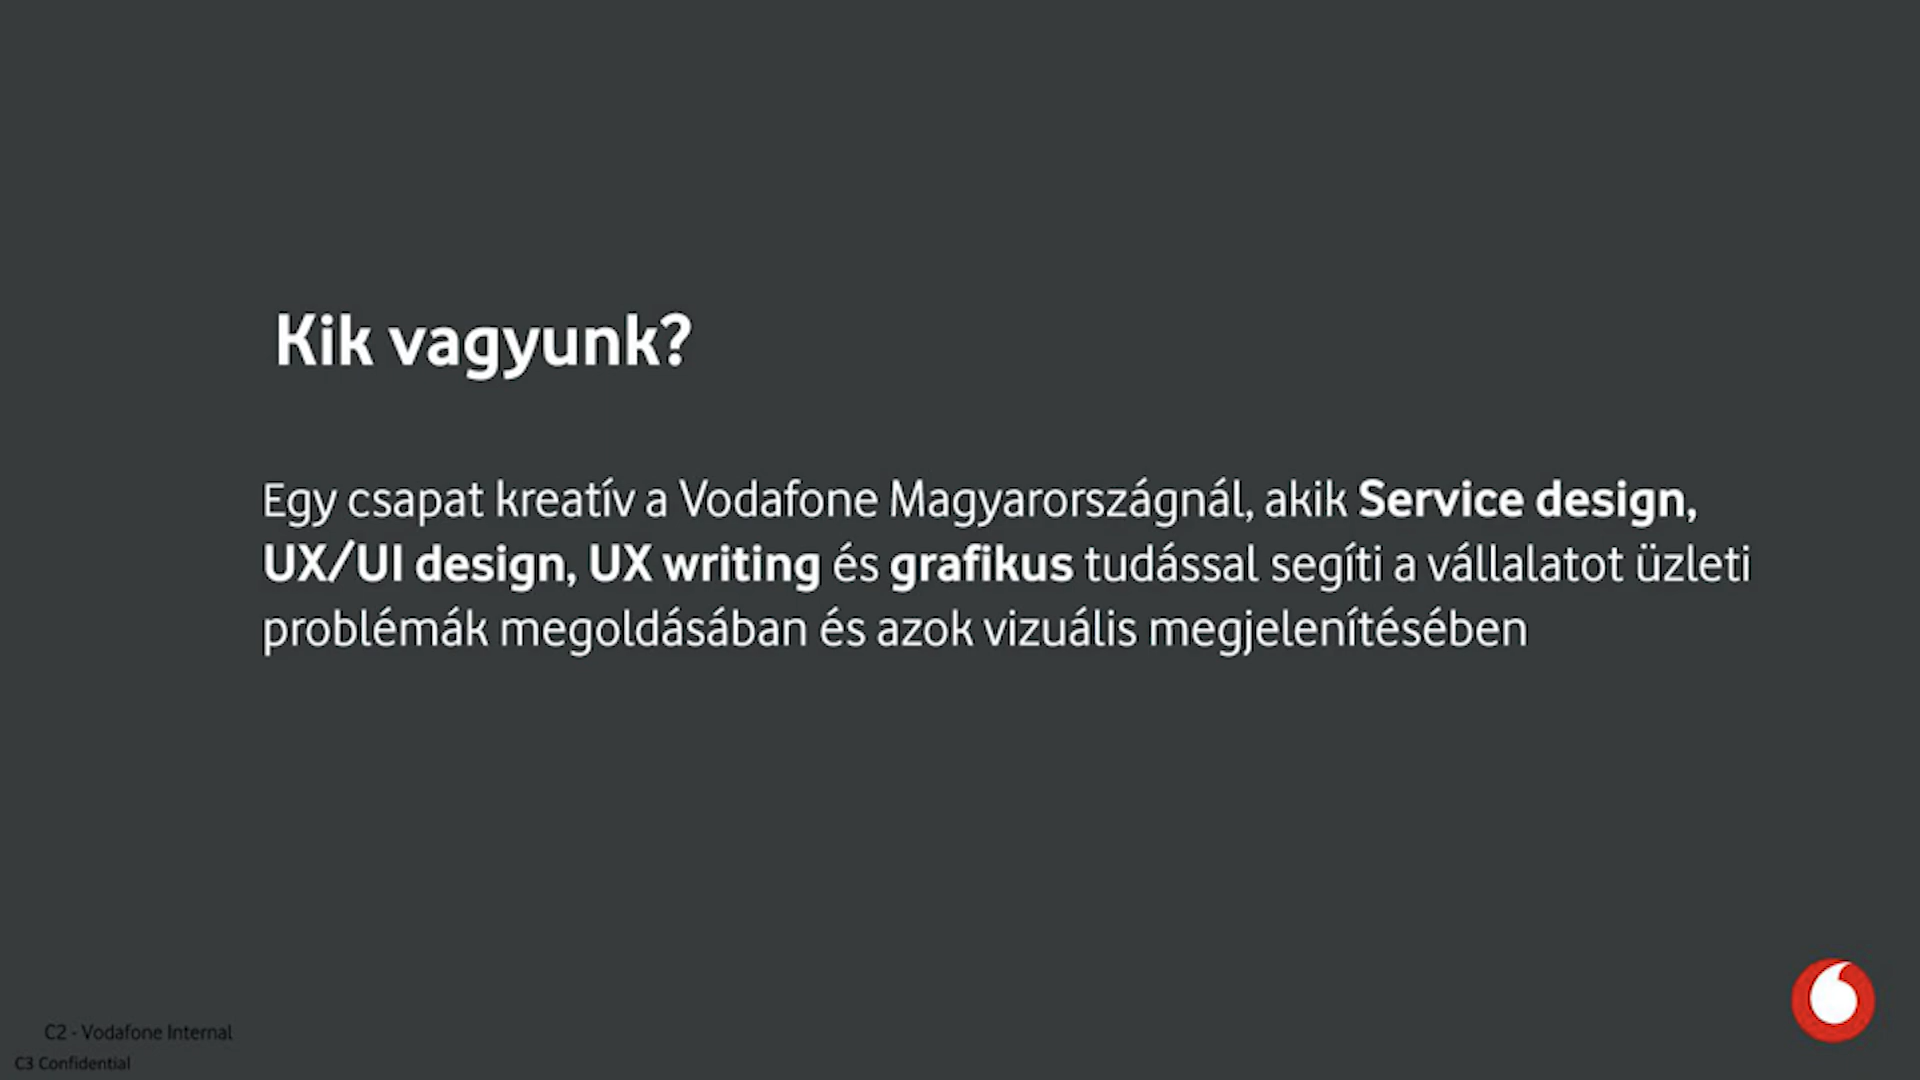 Kik vagyunk?
Egy csapat kreatív a Vodafone Magyarországnál, akik Service design,
UX/UI design, UX writing és grafikus tudással segíti a vállalatot üzleti
problémák megoldásában és azok vizuális megjelenítésében
C2 - Vodafone Internal
C3 Confidential